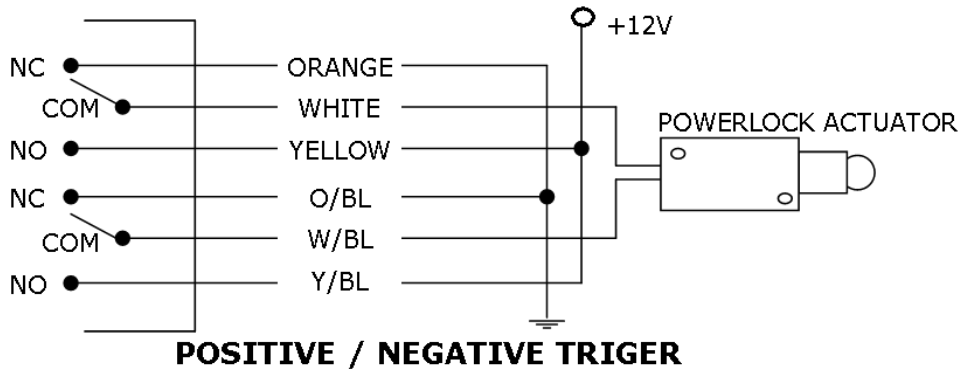 +12V
NC ORANGE
COM WHITE
POWERLOCK ACTUATOR
NO YELLOW
NC O/BL
COM W/BL
NO Y/BL
POSITIVE / NEGATIVE TRIGER